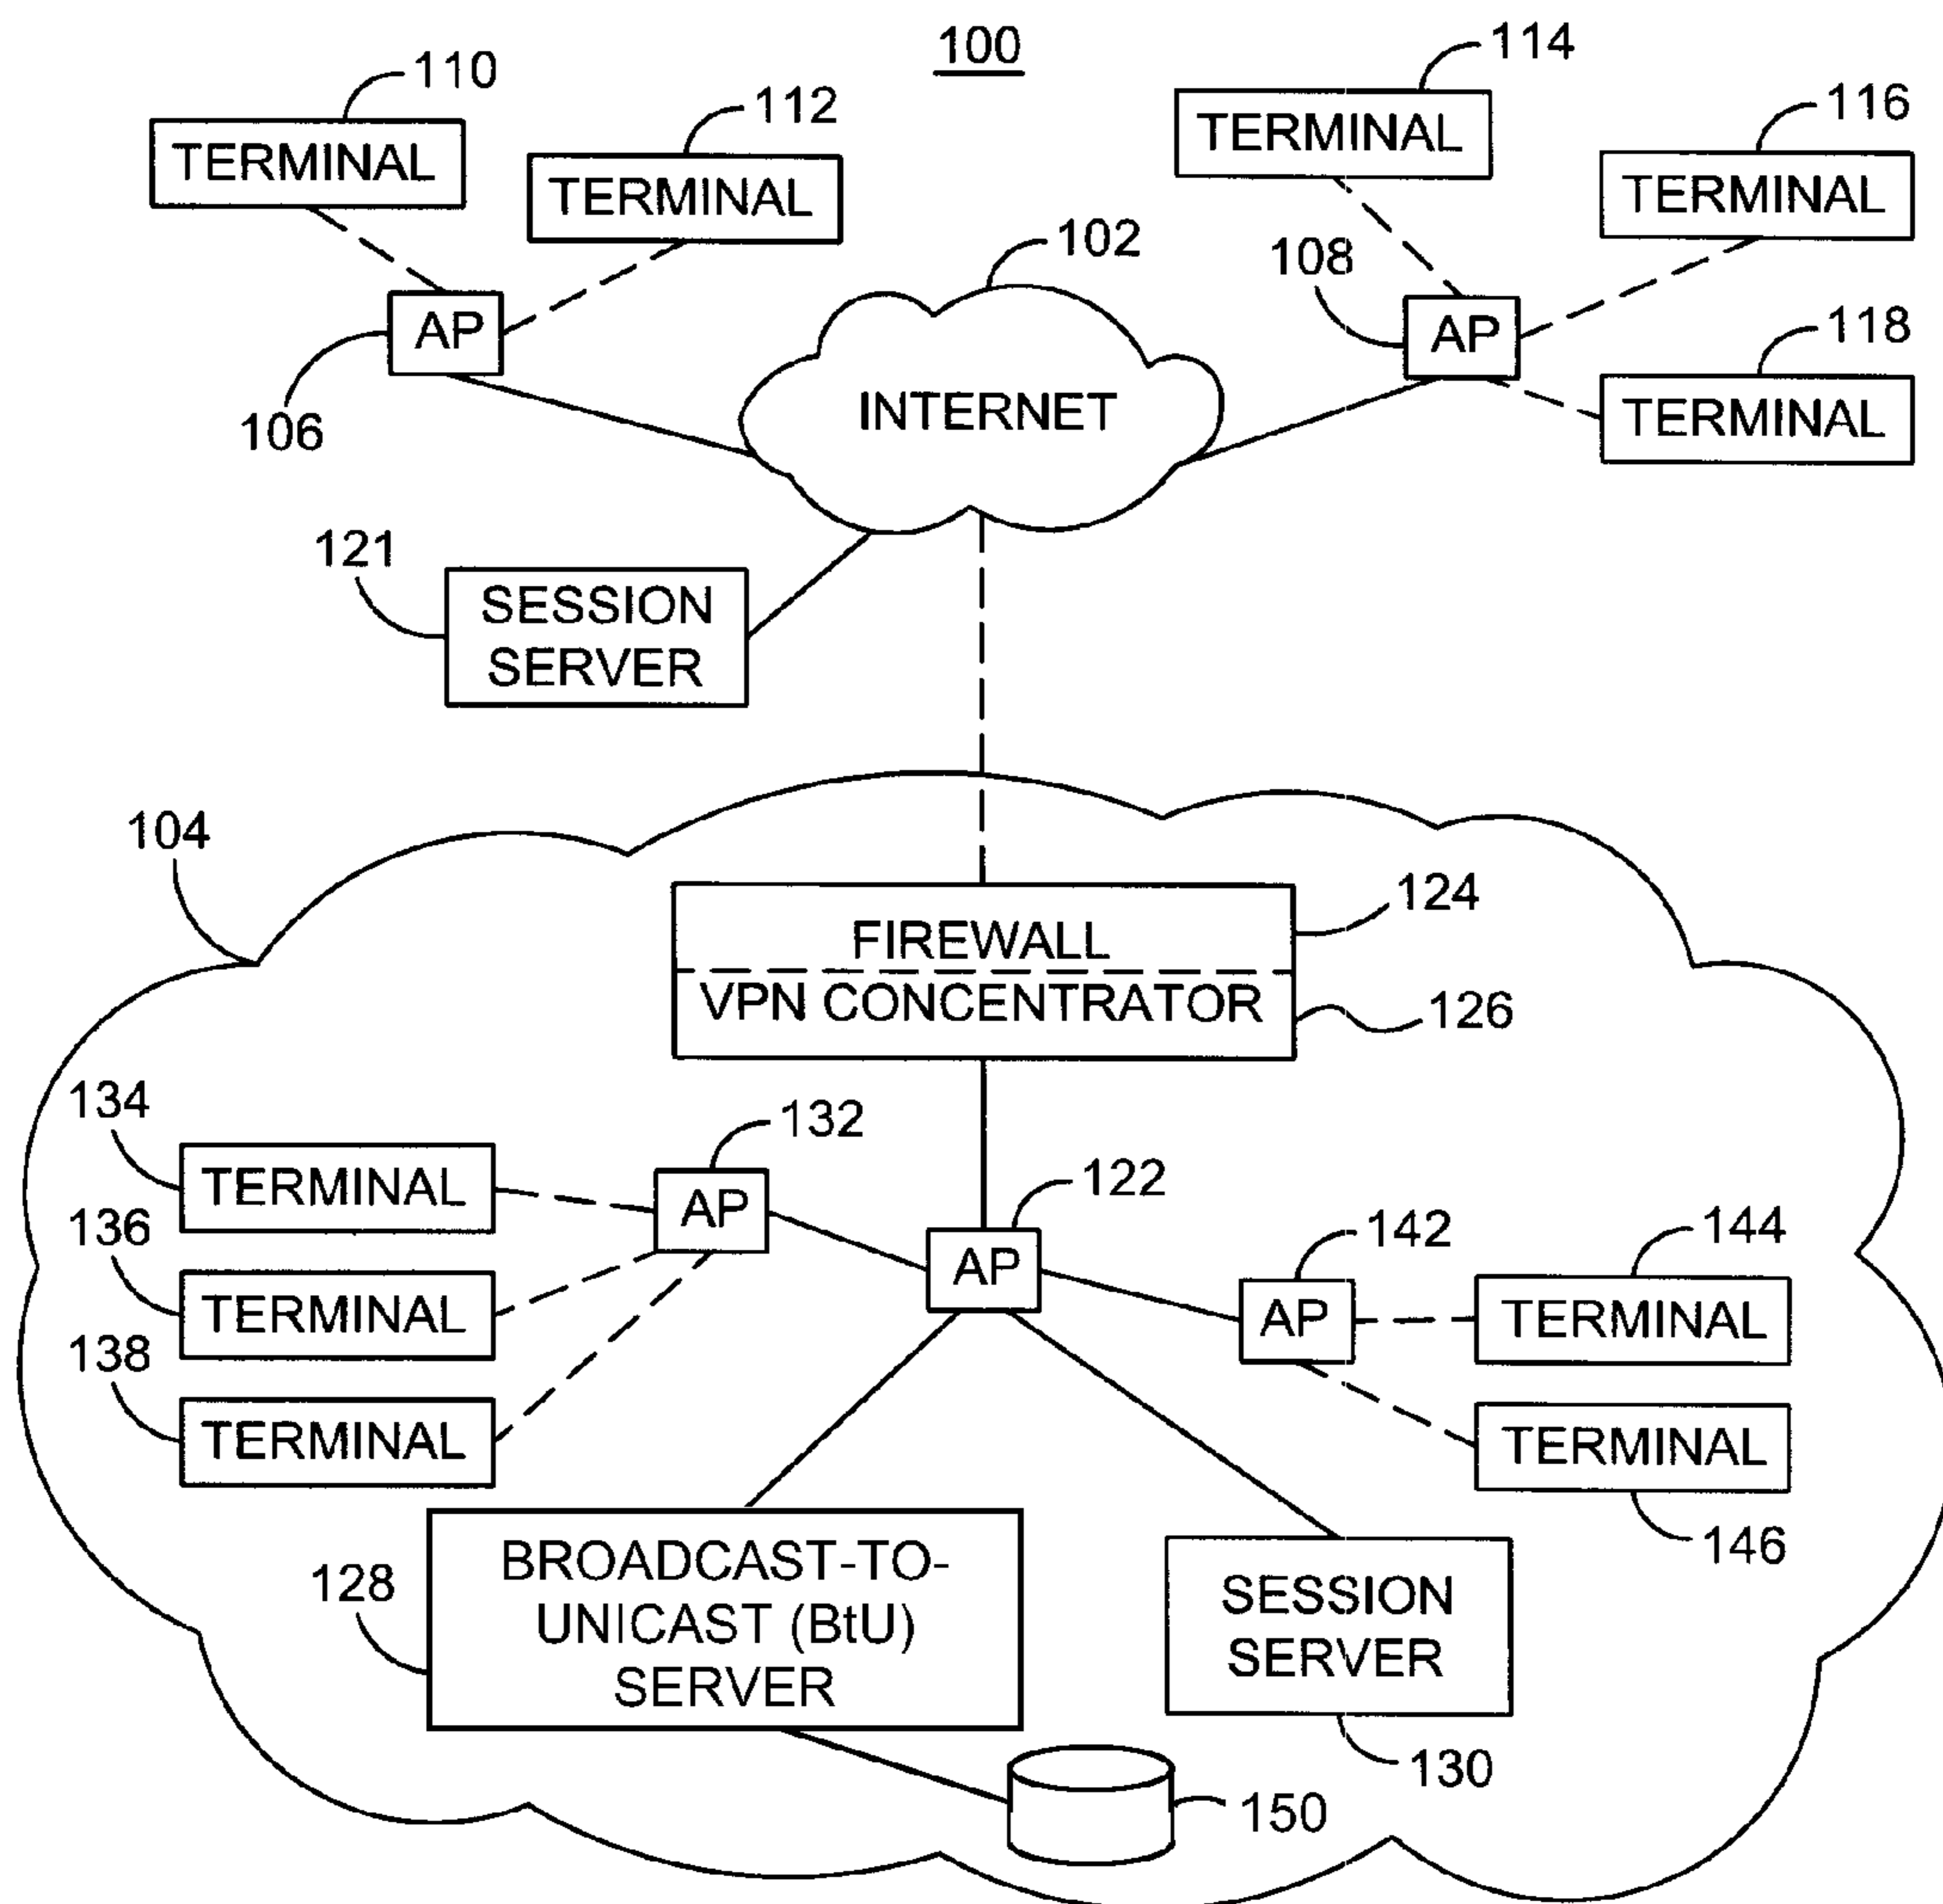 100
110
114
112
116
TERMINAL
TERMINAL
TERMINAL
TERMINAL
102
108
118
AP
AP
INTERNET
TERMINAL
106
121
SESSION
SERVER
104
124
FIREWALL
VPN CONCENTRATOR
126
134
132
122
TERMINAL
AP
136
142
144
AP
TERMINAL
AP
TERMINAL
138
TERMINAL
TERMINAL
146
128
BROADCAST-TO-
UNICAST (BtU)
SERVER
SESSION
SERVER
130
150